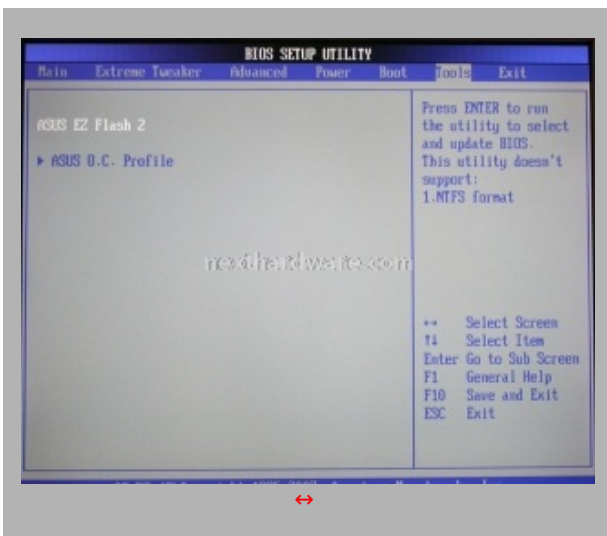 BIOS SETUP UTILITY
Main Extreme Tweaker Advanced Power Boot Tools Exit
ASUS EZ Flash 2
▶ ASUS O.C. Profile
Press ENTER to run
the utility to select
and update BIOS.
This utility doesn't
support:
1.NTFS format
nexthardware.com
↔ Select Screen
↑↓ Select Item
Enter Go to Sub Screen
F1 General Help
F10 Save and Exit
ESC Exit